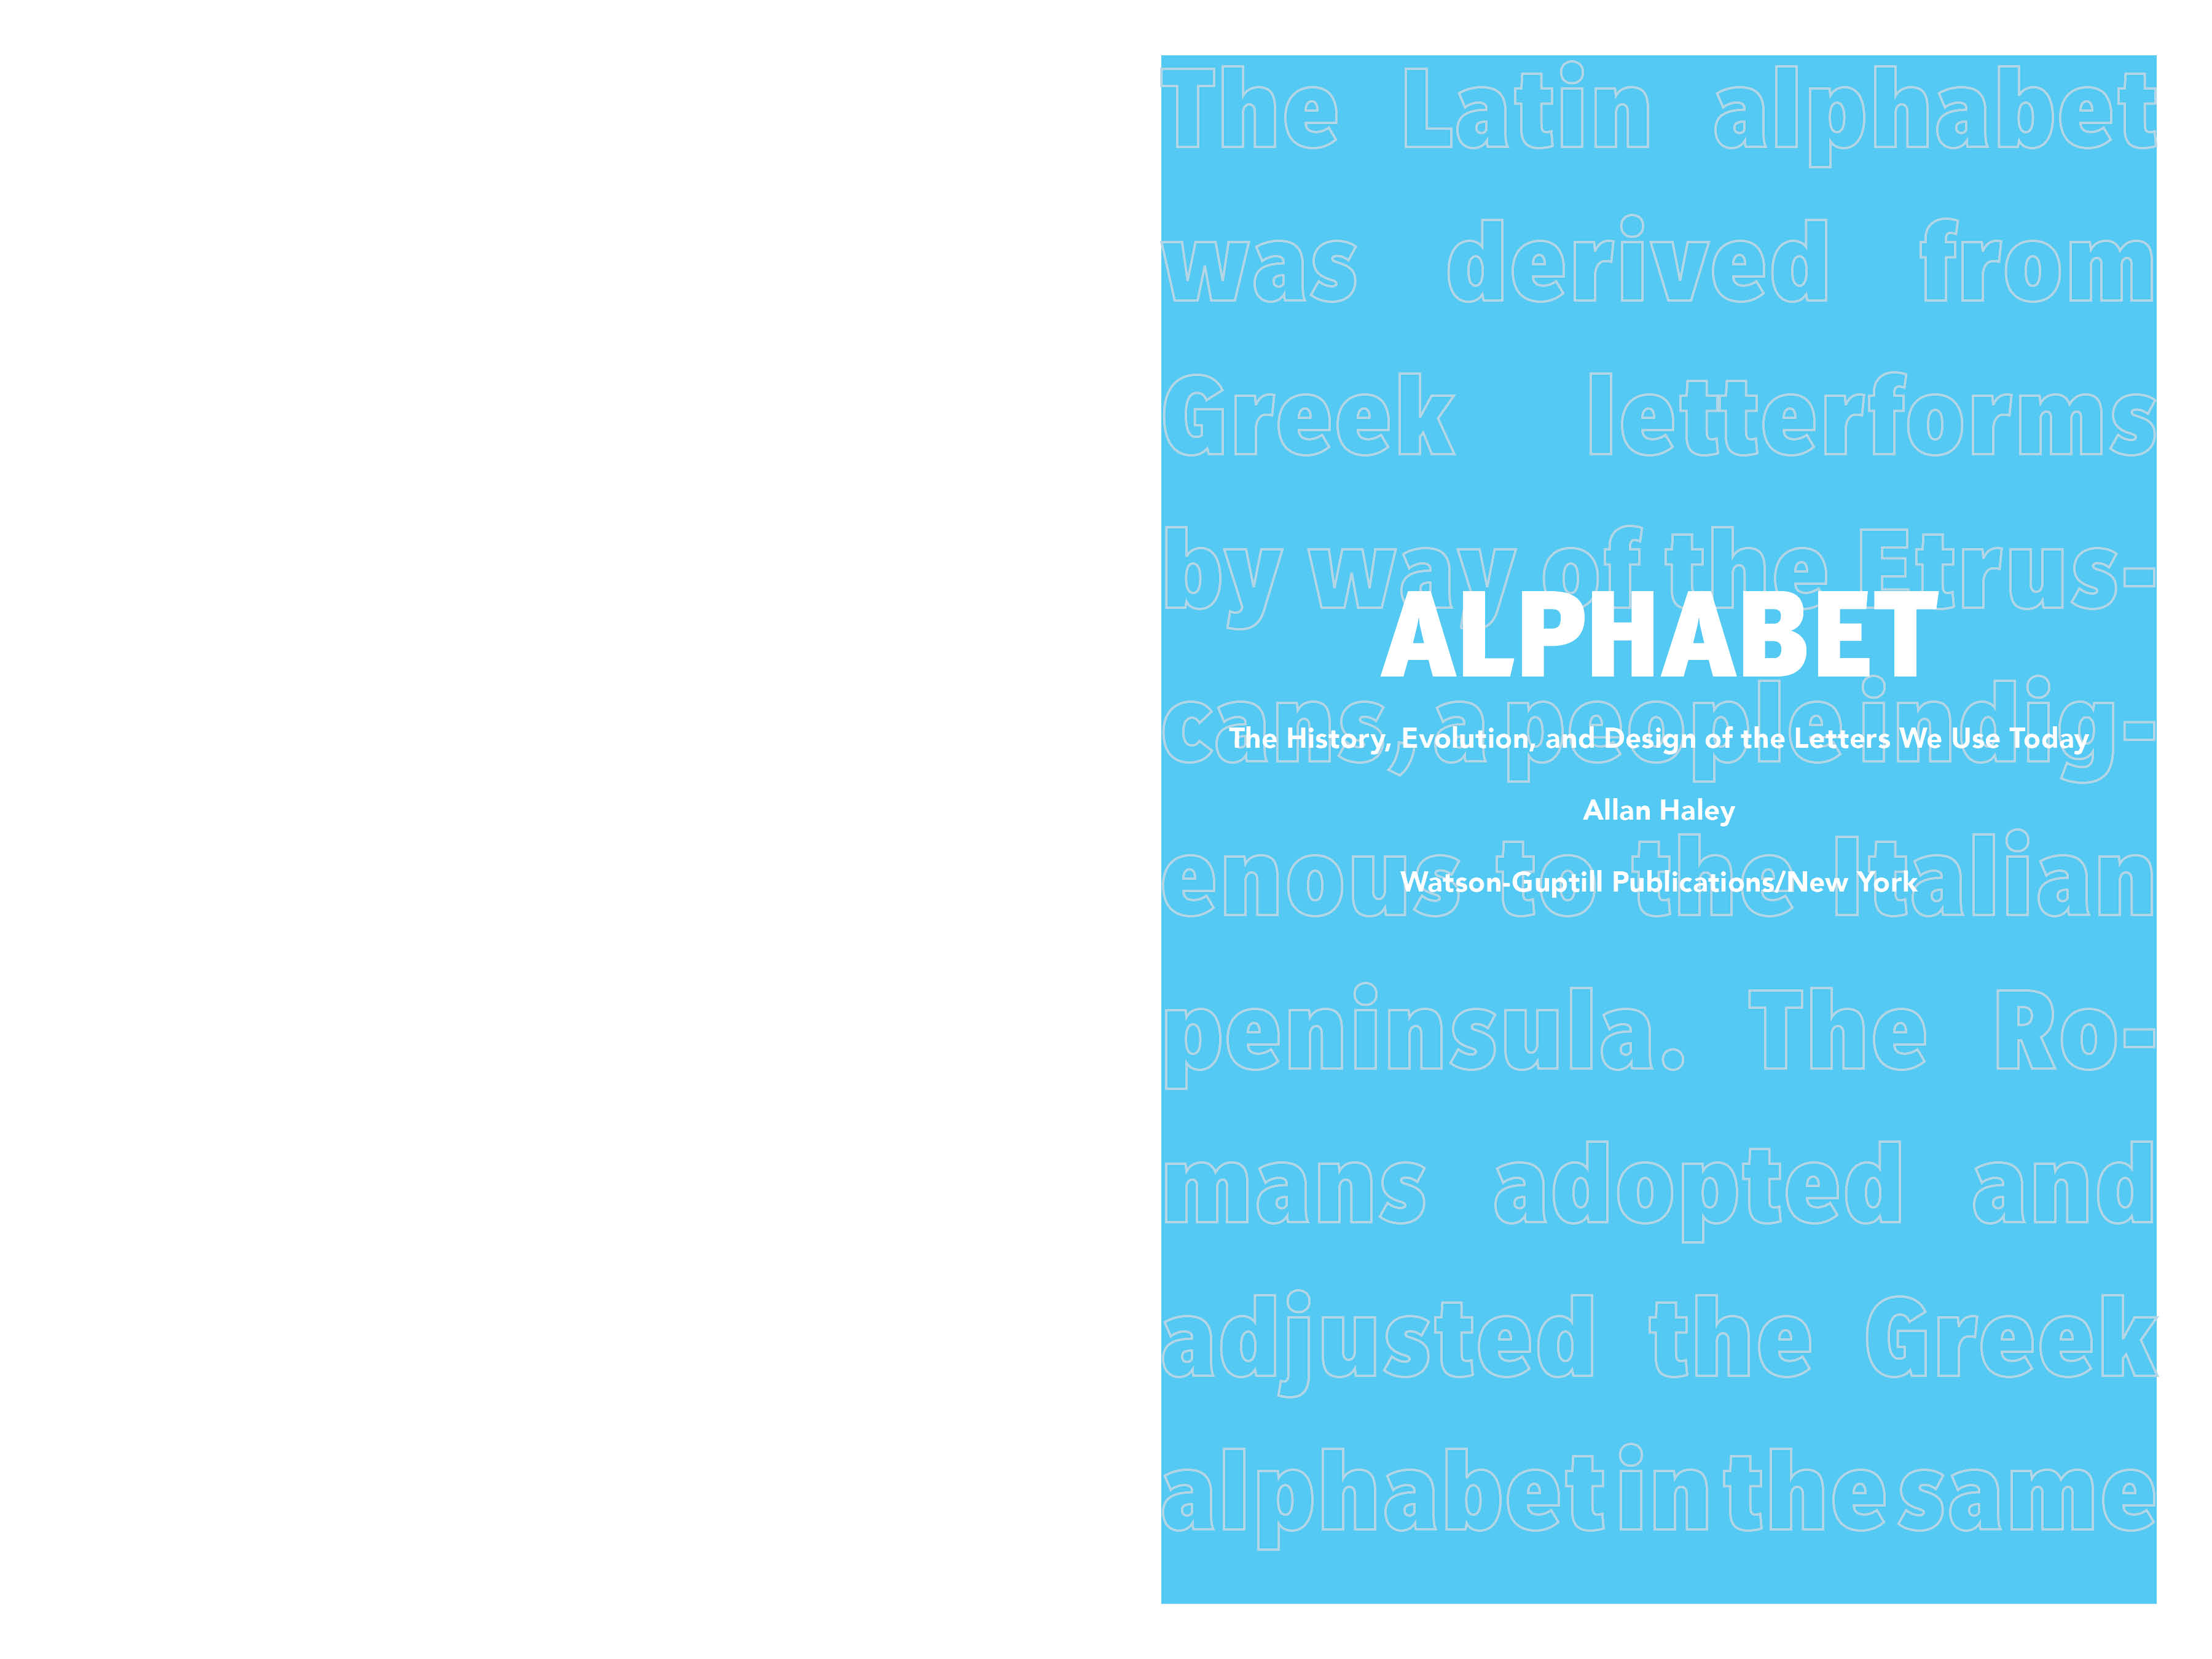 The Latin alphabet
was derived from
Greek letterforms
by way of the Etrus-
ALPHABET
cans, a people indig-
The History, Evolution, and Design of the Letters We Use Today
Allan Haley
enous to the Italian
Watson-Guptill Publications/New York
peninsula. The Ro-
mans adopted and
adjusted the Greek
alphabet in the same